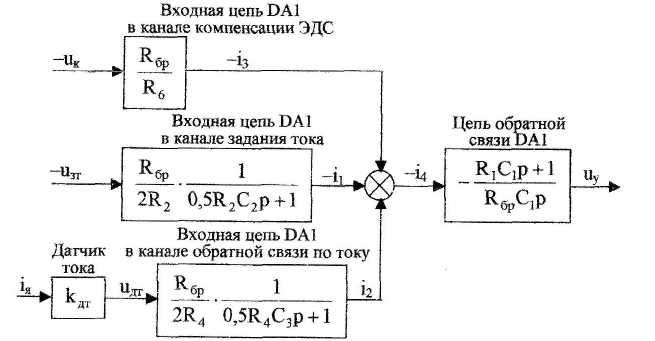 Входная цепь DA1
в канале компенсации ЭДС
–uк
Rбр
R6
–i3
Входная цепь DA1
в канале задания тока
–uзт
Rбр
2R2
·
1
0,5R2C2p+1
–i1
–i4
Цепь обратной
связи DA1
–
R1C1p+1
RбрC1p
uу
Датчик
тока
iя
kдт
uдт
Входная цепь DA1
в канале обратной связи по току
Rбр
2R4
·
1
0,5R4C3p+1
i2